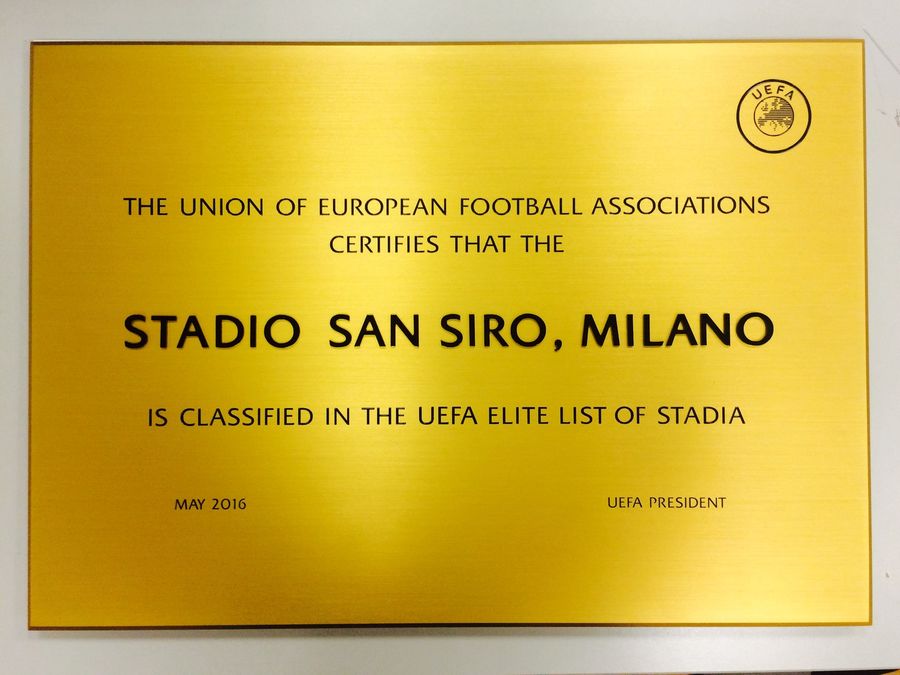 UEFA
THE UNION OF EUROPEAN FOOTBALL ASSOCIATIONS
CERTIFIES THAT THE
STADIO SAN SIRO, MILANO
IS CLASSIFIED IN THE UEFA ELITE LIST OF STADIA
MAY 2016 UEFA PRESIDENT